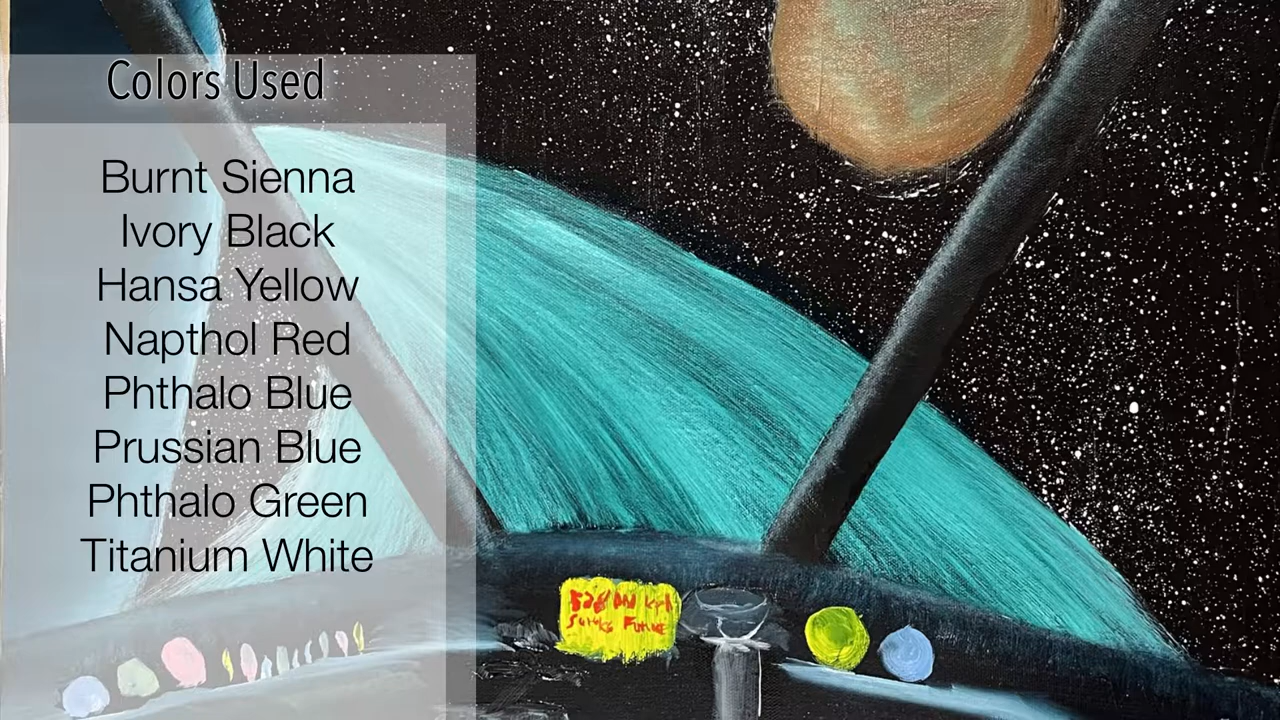 Colors Used
Burnt Sienna
Ivory Black
Hansa Yellow
Napthol Red
Phthalo Blue
Prussian Blue
Phthalo Green
Titanium White